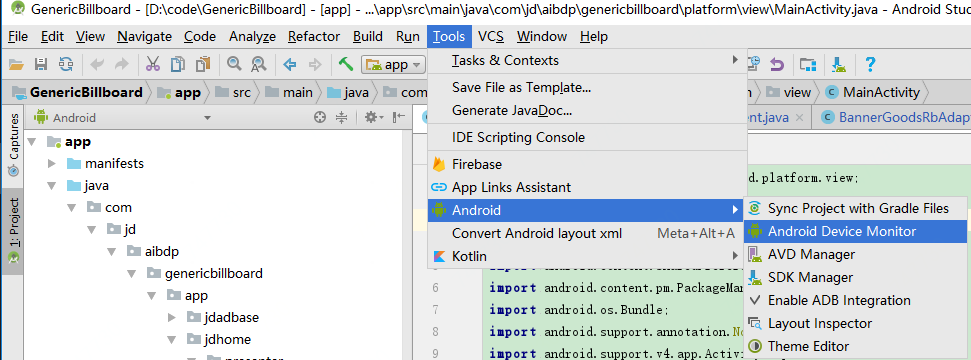 GenericBillboard - [D:\code\GenericBillboard] - [app] - ...\app\src\main\java\com\jd\aibdp\genericbillboard\platform\view\MainActivity.java - Android Stu
File Edit View Navigate Code Analyze Refactor Build Run Tools VCS Window Help
app
GenericBillboard app src main java com view MainActivity
Android
ent.java BannerGoodsRbAdap
Captures
1: Project
app
manifests
java
com
jd
aibdp
genericbillboard
app
jdadbase
jdhome
Tasks & Contexts
Save File as Template...
Generate JavaDoc...
IDE Scripting Console
Firebase
App Links Assistant
Android
Convert Android layout xml Meta+Alt+A
Kotlin
Sync Project with Gradle Files
Android Device Monitor
AVD Manager
SDK Manager
Enable ADB Integration
Layout Inspector
Theme Editor
d.platform.view;
6 import android.content.pm.PackageMan
7 import android.os.Bundle;
8 import android.support.annotation.No
9 import android.support.v4.app.Activ